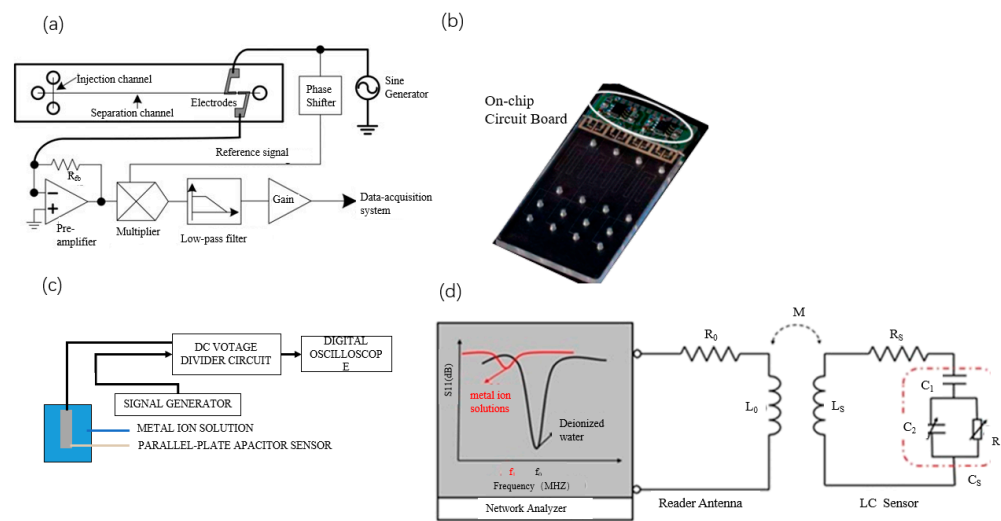 (a)
Injection channel
Separation channel
Electrodes
Phase
Shifter
Sine
Generator
Reference signal
Rfb
Pre-
amplifier
Multiplier
Low-pass filter
Gain
Data-acquisition
system
(b)
On-chip
Circuit Board
(c)
DC VOTAGE
DIVIDER CIRCUIT
DIGITAL
OSCILLOSCOP
E
SIGNAL GENERATOR
METAL ION SOLUTION
PARALLEL-PLATE APACITOR SENSOR
(d)
S11(dB)
metal ion
solutions
Deionized
water
Frequency (MHZ)
Network Analyzer
R0
M
L0
Reader Antenna
LS
RS
C1
C2
R
CS
LC Sensor